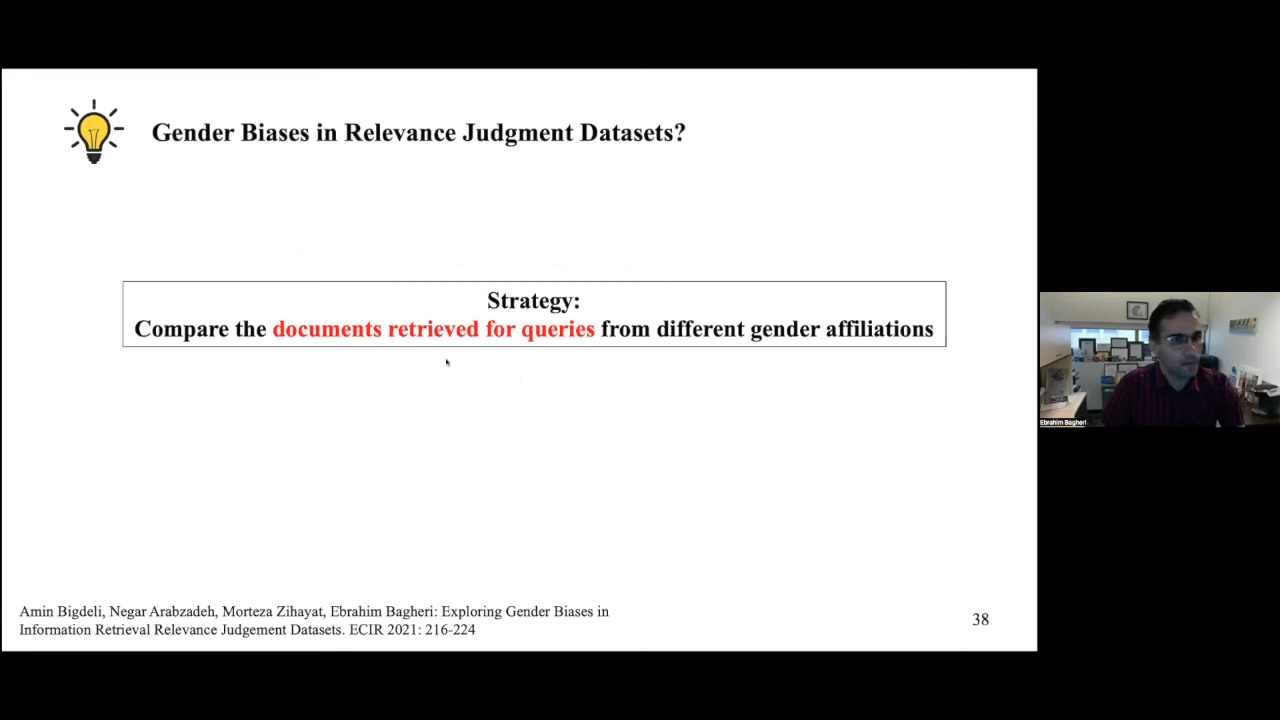 Gender Biases in Relevance Judgment Datasets?
Strategy:
Compare the documents retrieved for queries from different gender affiliations
Amin Bigdeli, Negar Arabzadeh, Morteza Zihayat, Ebrahim Bagheri: Exploring Gender Biases in
Information Retrieval Relevance Judgement Datasets. ECIR 2021: 216-224
38
Ebrahim Bagheri